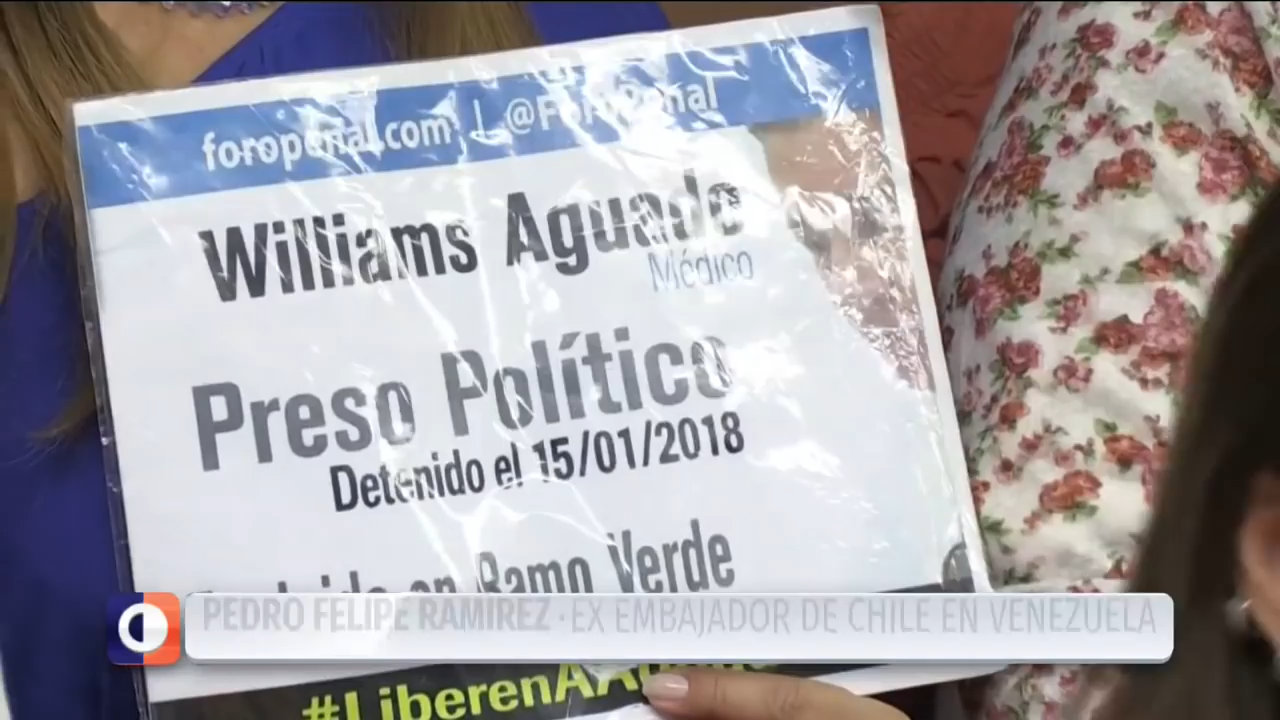 foropenal.com | @ForoPenal
Williams Aguado
Médico
Preso Político
Detenido el 15/01/2018
en Ramo Verde
PEDRO FELIPE RAMIREZ · EX EMBAJADOR DE CHILE EN VENEZUELA